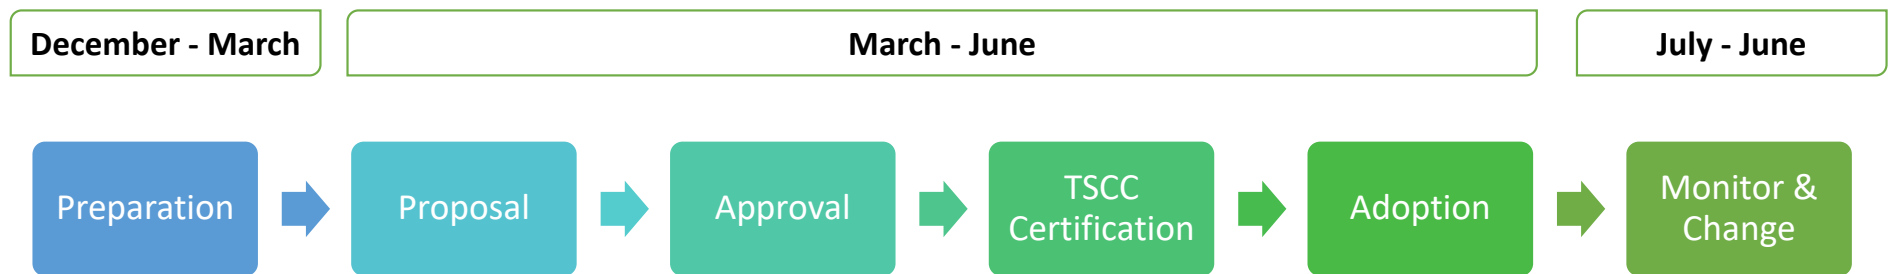 December - March
March - June
July - June
Preparation
Proposal
Approval
TSCC
Certification
Adoption
Monitor &
Change